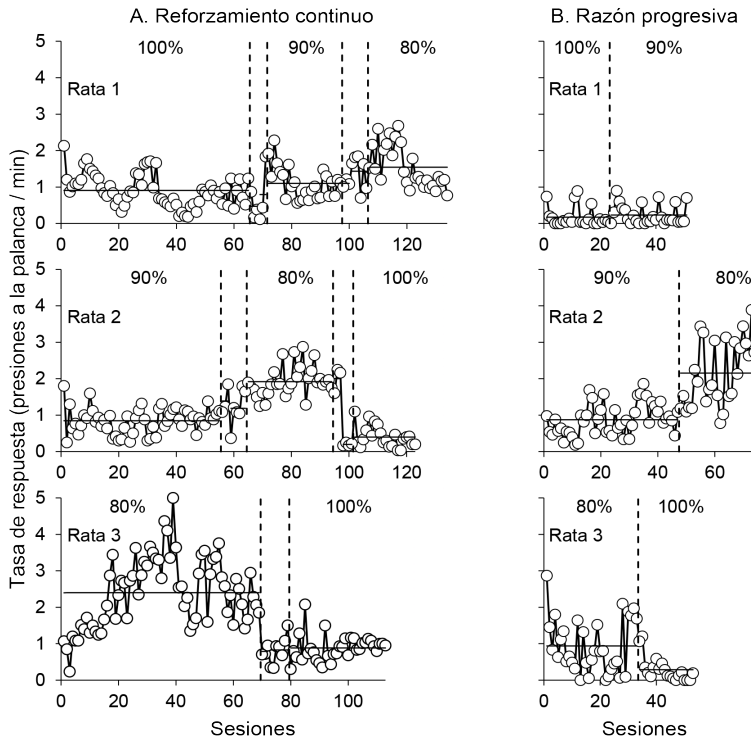 A. Reforzamiento continuo
B. Razón progresiva
Tasa de respuesta (presiones a la palanca / min)
5
4
3
2
1
0
100%
90%
80%
Rata 1
0 20 40 60 80 100 120
100%
90%
Rata 1
0 20 40
5
4
3
2
1
0
90%
80%
100%
Rata 2
0 20 40 60 80 100 120
90%
80%
Rata 2
0 20 40 60
5
4
3
2
1
0
80%
100%
Rata 3
0 20 40 60 80 100
80%
100%
Rata 3
0 20 40
Sesiones
Sesiones